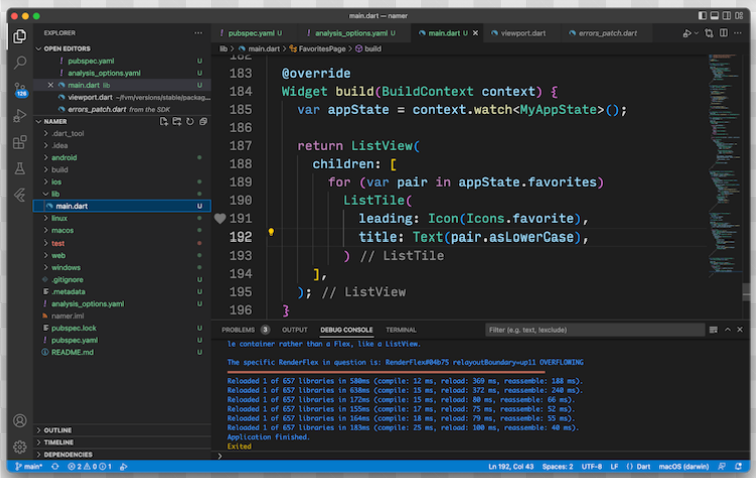 main.dart — namer
EXPLORER
OPEN EDITORS
pubspec.yaml U
analysis_options.yaml U
main.dart lib U
viewport.dart ~/fvm/versions/stable/packag...
errors_patch.dart from the SDK
NAMER
.dart_tool
.idea
android
build
ios
lib
main.dart U
linux
macos
test
web
windows
.gitignore U
.metadata U
analysis_options.yaml U
namer.iml
pubspec.lock U
pubspec.yaml U
README.md U
OUTLINE
TIMELINE
DEPENDENCIES
126
pubspec.yaml U
analysis_options.yaml U
main.dart U
viewport.dart
errors_patch.dart
lib > main.dart > FavoritesPage > build
182
183 @override
184 Widget build(BuildContext context) {
185 var appState = context.watch<MyAppState>();
186
187 return ListView(
188 children: [
189 for (var pair in appState.favorites)
190 ListTile(
191 leading: Icon(Icons.favorite),
192 title: Text(pair.asLowerCase),
193 ) // ListTile
194 ],
195 ); // ListView
196 }
PROBLEMS 3 OUTPUT DEBUG CONSOLE TERMINAL Filter (e.g. text, !exclude)
le container rather than a Flex, like a ListView.
The specific RenderFlex in question is: RenderFlex#04b75 relayoutBoundary=up11 OVERFLOWING
Reloaded 1 of 657 libraries in 580ms (compile: 12 ms, reload: 369 ms, reassemble: 188 ms).
Reloaded 1 of 657 libraries in 638ms (compile: 15 ms, reload: 372 ms, reassemble: 240 ms).
Reloaded 1 of 657 libraries in 172ms (compile: 15 ms, reload: 80 ms, reassemble: 66 ms).
Reloaded 1 of 657 libraries in 155ms (compile: 17 ms, reload: 75 ms, reassemble: 52 ms).
Reloaded 1 of 657 libraries in 164ms (compile: 18 ms, reload: 79 ms, reassemble: 55 ms).
Reloaded 1 of 657 libraries in 183ms (compile: 25 ms, reload: 100 ms, reassemble: 40 ms).
Application finished.
Exited
main* 2 0 1 Ln 192, Col 43 Spaces: 2 UTF-8 LF {} Dart macOS (darwin)